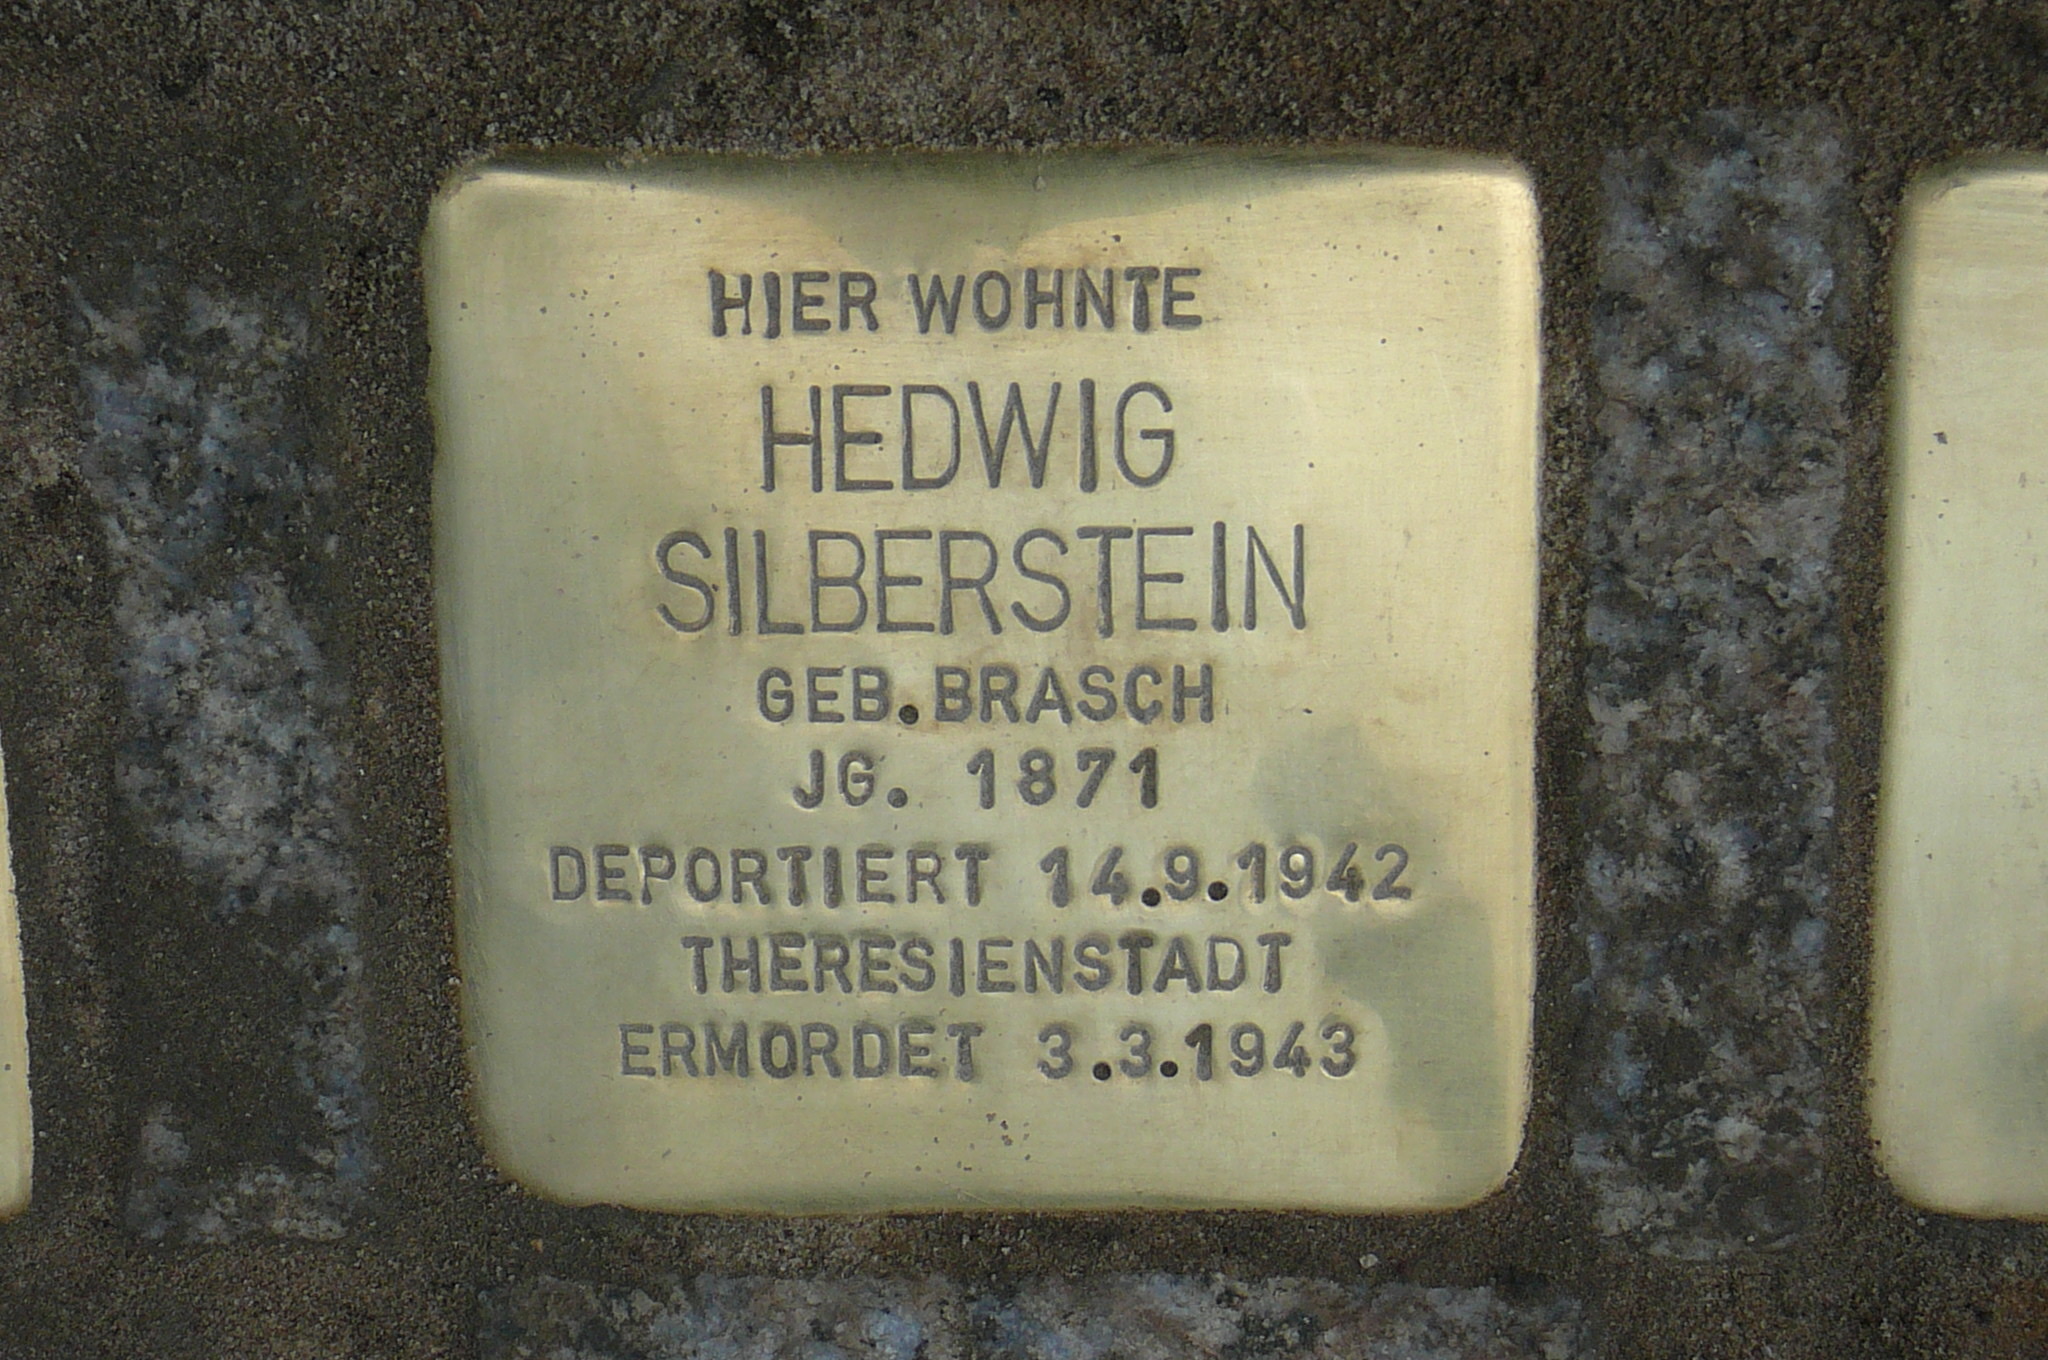 HIER WOHNTE
HEDWIG
SILBERSTEIN
GEB. BRASCH
JG. 1871
DEPORTIERT 14.9.1942
THERESIENSTADT
ERMORDET 3.3.1943